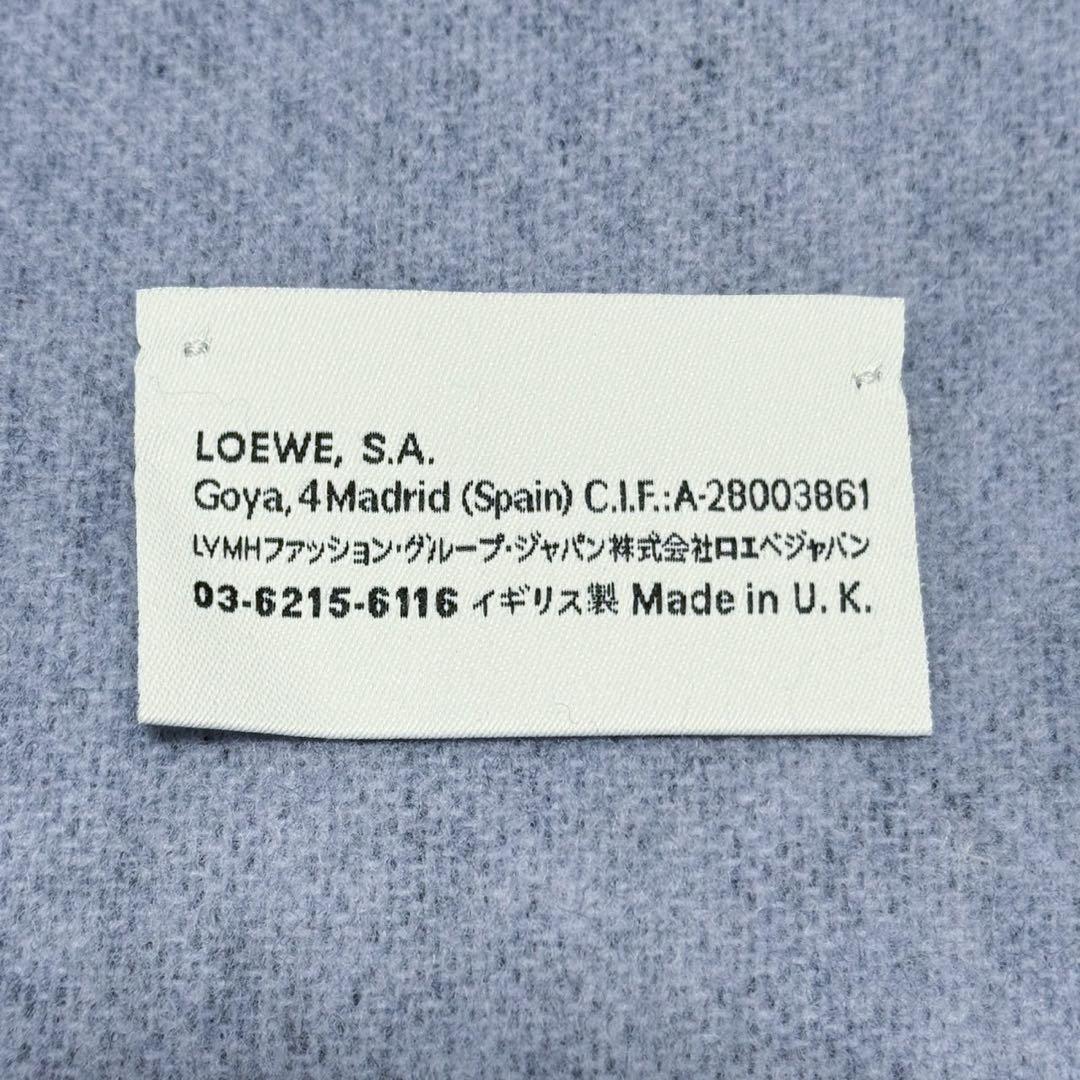 LOEWE, S.A.
Goya, 4 Madrid (Spain) C.I.F.:A-28003861
LVMHファッション・グループ・ジャパン株式会社ロエベジャパン
03-6215-6116 イギリス製 Made in U. K.